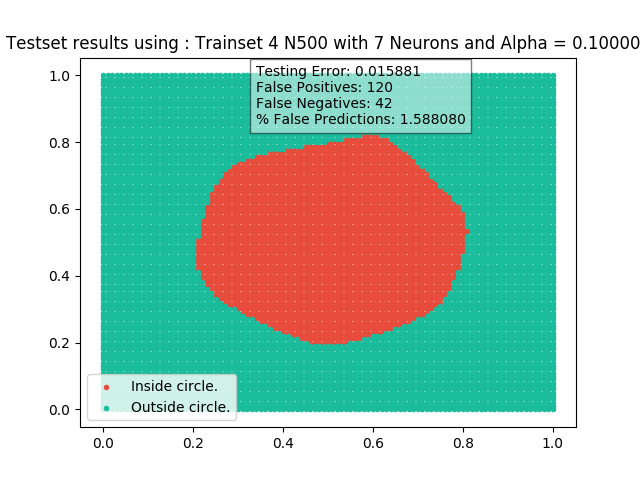 Testset results using : Trainset 4 N500 with 7 Neurons and Alpha = 0.10000
Testing Error: 0.015881
False Positives: 120
False Negatives: 42
% False Predictions: 1.588080
1.0
0.8
0.6
0.4
0.2
0.0
Inside circle.
Outside circle.
0.0 0.2 0.4 0.6 0.8 1.0